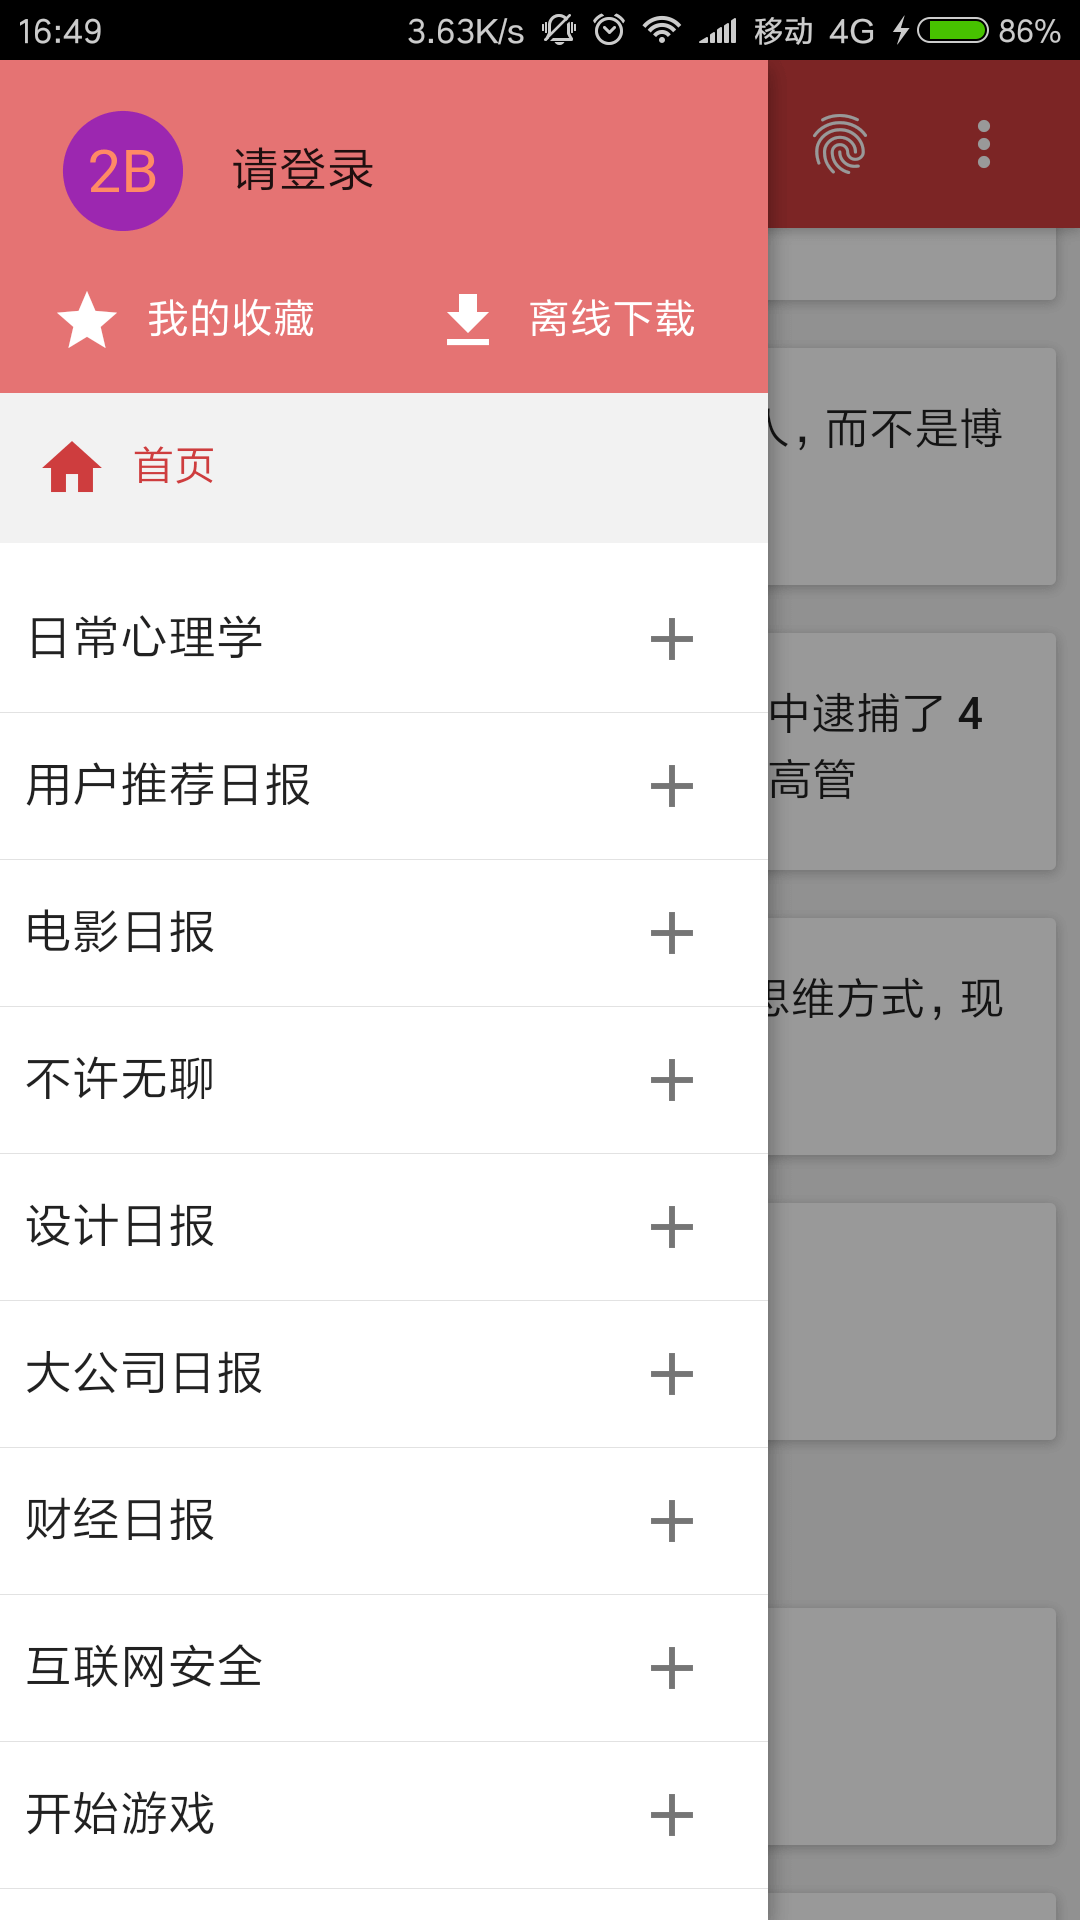 16:49 3.63K/s 移动 4G 86%
2B 请登录
我的收藏 离线下载
首页
日常心理学
用户推荐日报
电影日报
不许无聊
设计日报
大公司日报
财经日报
互联网安全
开始游戏
人，而不是博
中逮捕了 4
高管
思维方式，现